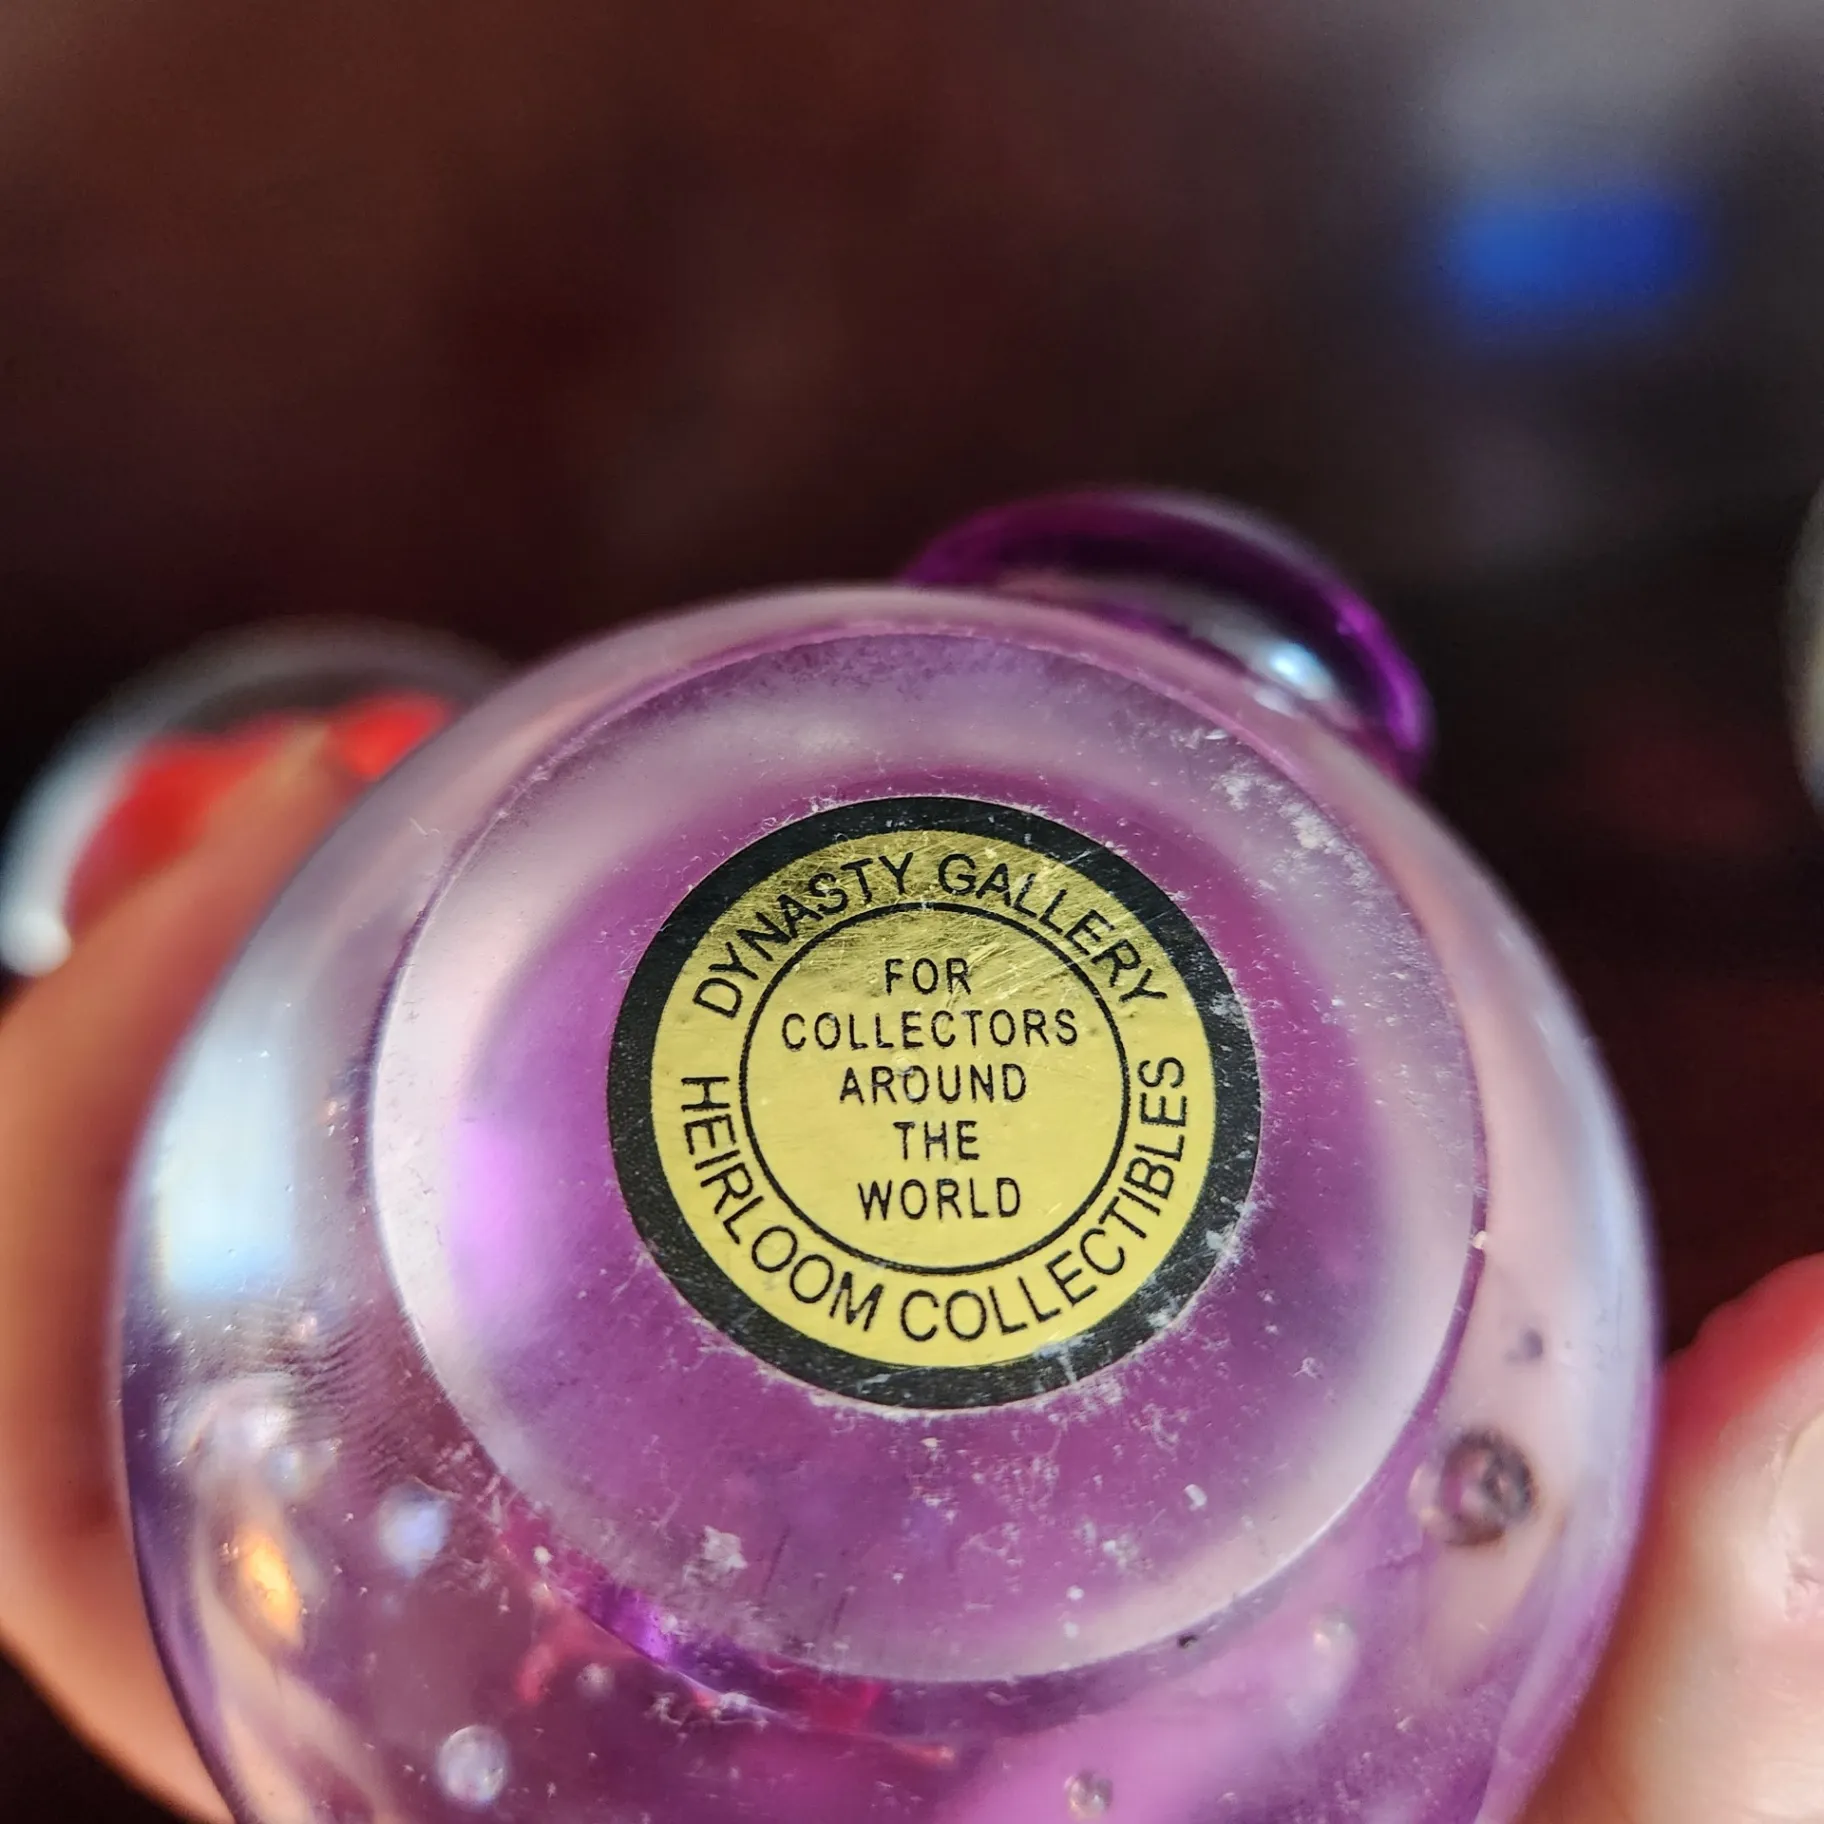 DYNASTY GALLERY
FOR
COLLECTORS
AROUND
THE
WORLD
HEIRLOOM COLLECTIBLES